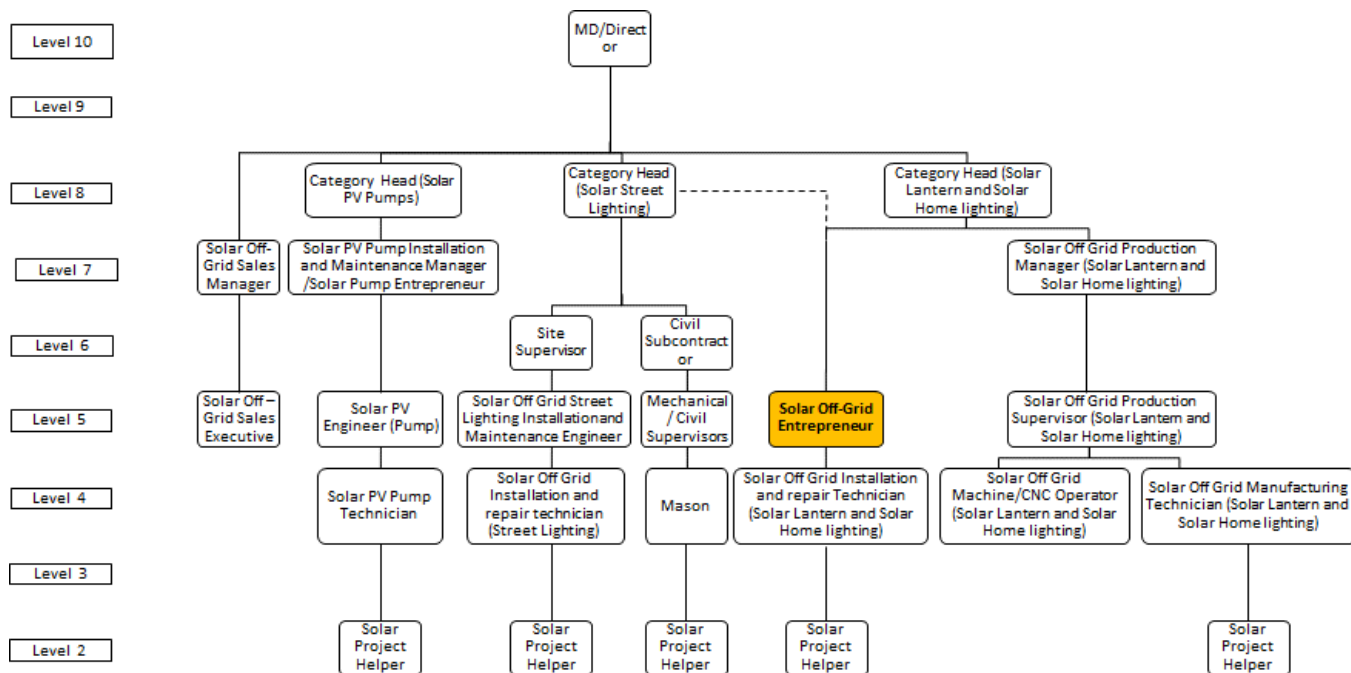 Level 10
MD/Direct
or
Level 9
Level 8
Category Head (Solar
PV Pumps)
Category Head
(Solar Street
Lighting)
Category Head (Solar
Lantern and Solar
Home lighting)
Level 7
Solar Off-
Grid Sales
Manager
Solar PV Pump Installation
and Maintenance Manager
/Solar Pump Entrepreneur
Solar Off Grid Production
Manager (Solar Lantern and
Solar Home lighting)
Level 6
Site
Supervisor
Civil
Subcontract
or
Level 5
Solar Off –
Grid Sales
Executive
Solar PV
Engineer (Pump)
Solar Off Grid Street
Lighting Installationand
Maintenance Engineer
Mechanical
/ Civil
Supervisors
Solar Off-Grid
Entrepreneur
Solar Off Grid Production
Supervisor (Solar Lantern and
Solar Home lighting)
Level 4
Solar PV Pump
Technician
Solar Off Grid
Installation and
repair technician
(Street Lighting)
Mason
Solar Off Grid Installation
and repair Technician
(Solar Lantern and Solar
Home lighting)
Solar Off Grid
Machine/CNC Operator
(Solar Lantern and Solar
Home lighting)
Solar Off Grid Manufacturing
Technician (Solar Lantern and
Solar Home lighting)
Level 3
Level 2
Solar
Project
Helper
Solar
Project
Helper
Solar
Project
Helper
Solar
Project
Helper
Solar
Project
Helper